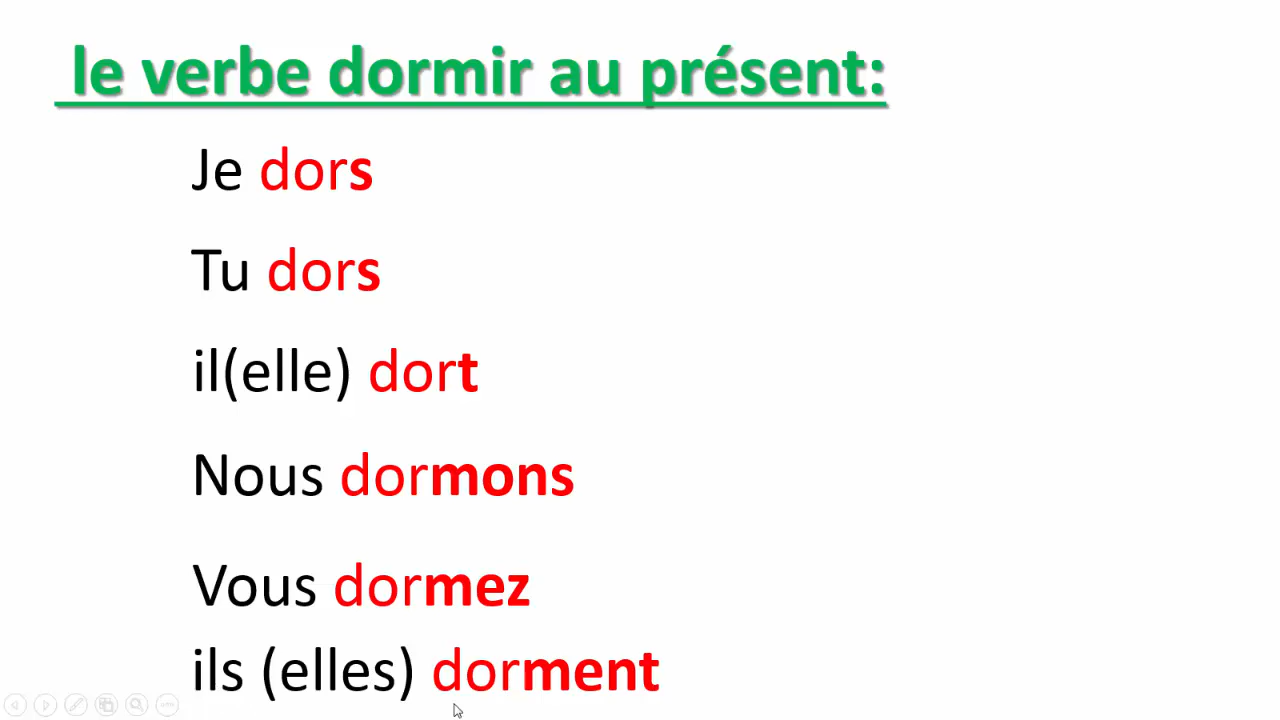 le verbe dormir au présent:
Je dors
Tu dors
il(elle) dort
Nous dormons
Vous dormez
ils (elles) dorment